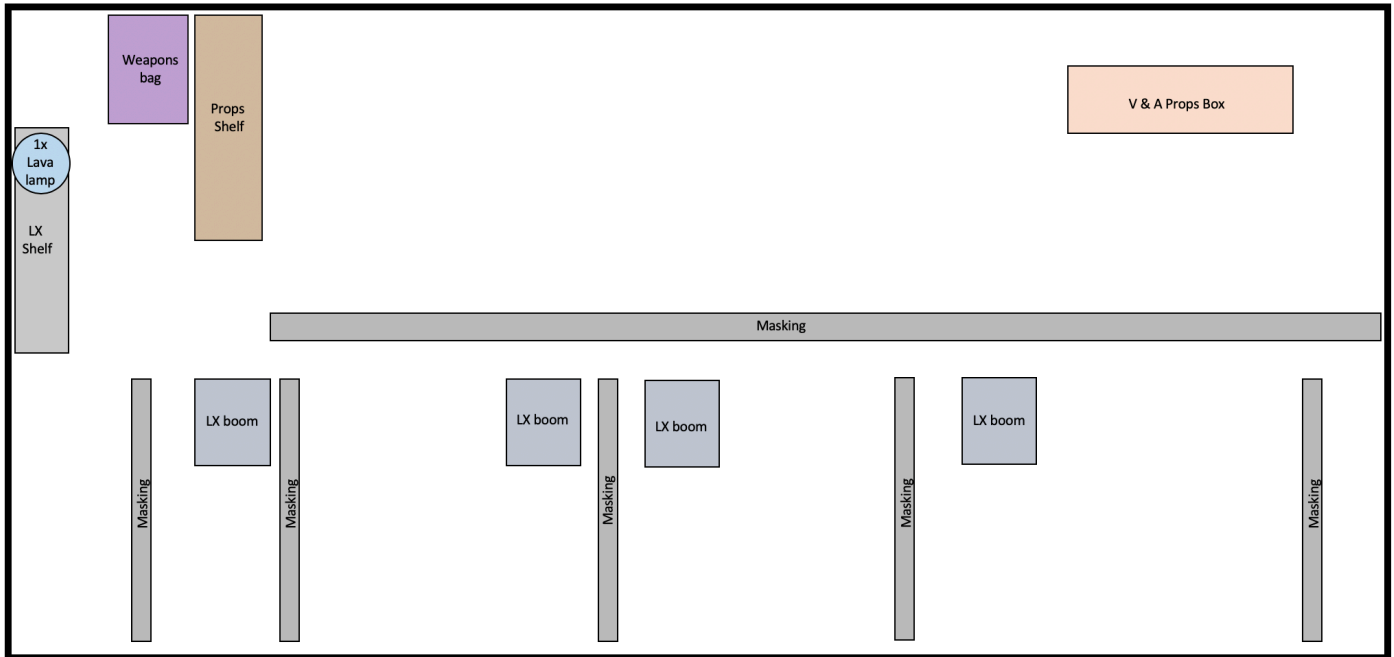 Weapons
bag
Props
Shelf
V & A Props Box
1x
Lava
lamp
LX
Shelf
Masking
LX boom
LX boom
LX boom
LX boom
Masking
Masking
Masking
Masking
Masking